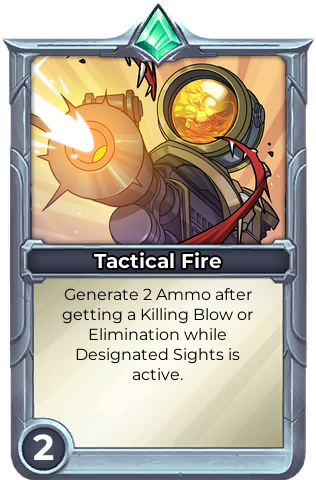 Tactical Fire
Generate 2 Ammo after
getting a Killing Blow or
Elimination while
Designated Sights is
active.
2